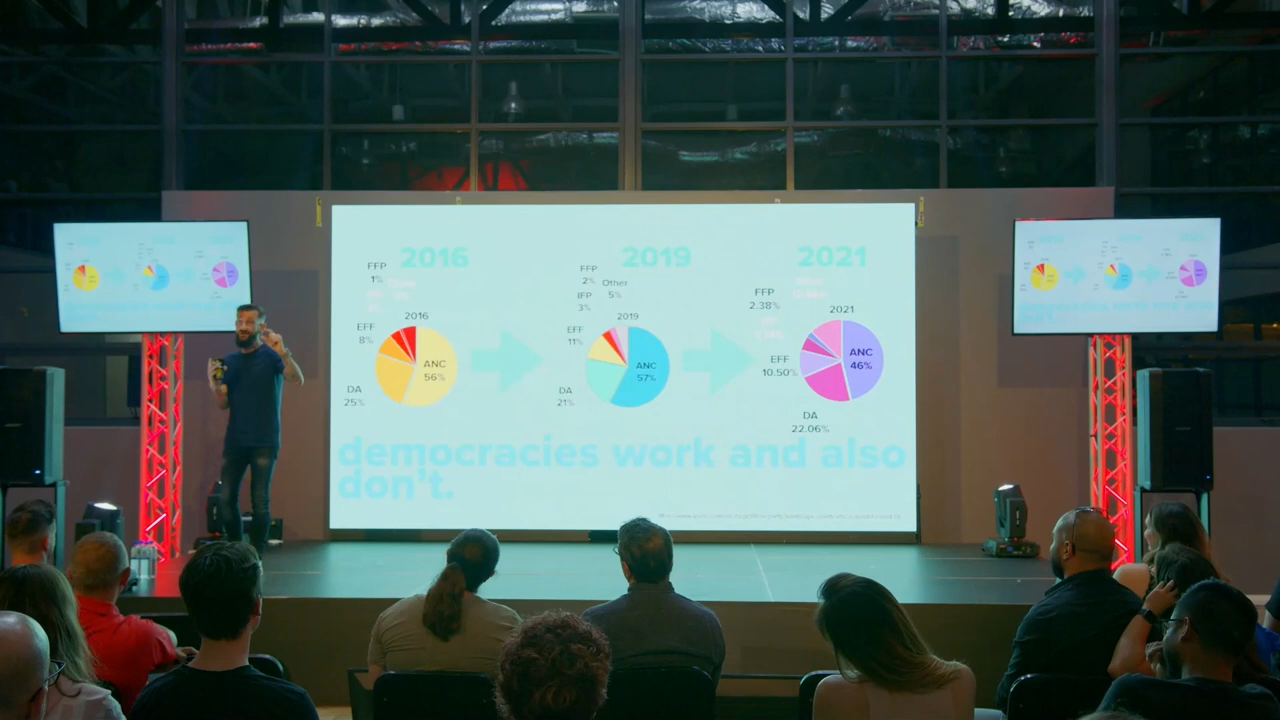 2016
2019
2021
FFP
1%
2016
EFF
8%
ANC
56%
DA
25%
FFP
2%
Other
5%
IFP
3%
2019
EFF
11%
ANC
57%
DA
21%
FFP
2.38%
2021
EFF
10.50%
ANC
46%
DA
22.06%
democracies work and also
don't.